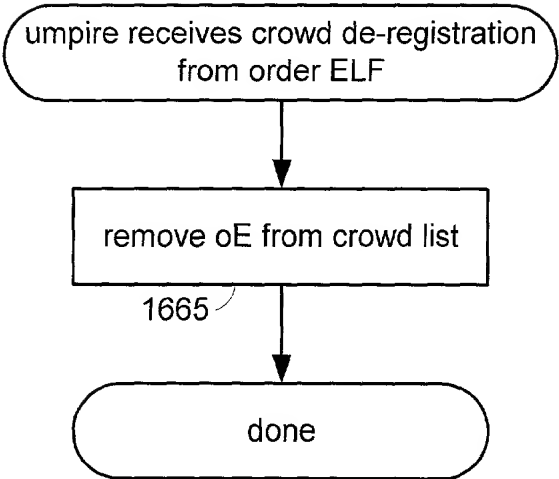 umpire receives crowd de-registration
from order ELF
remove oE from crowd list
1665
done